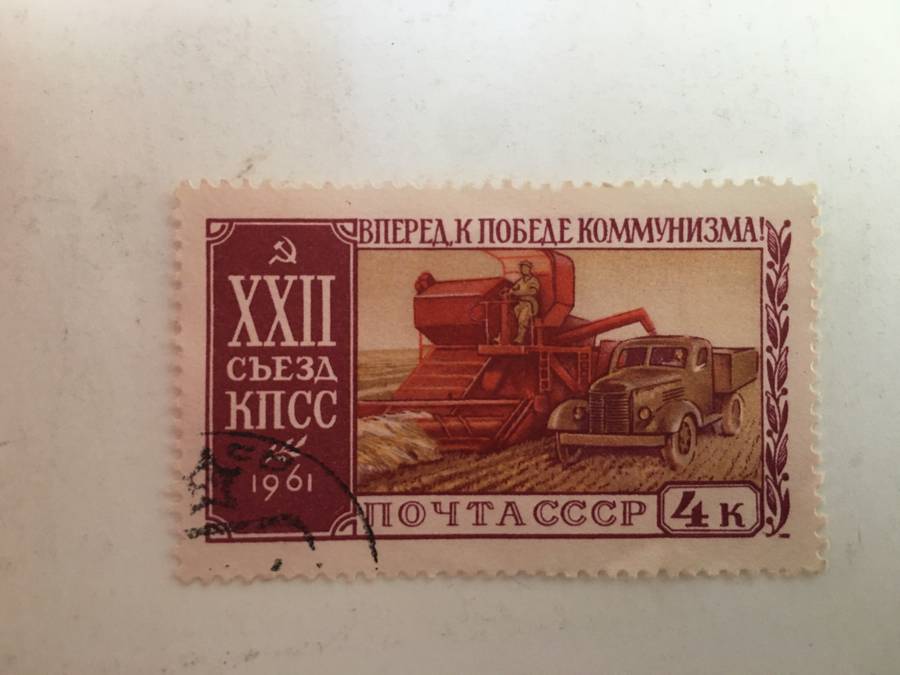 ВПЕРЕД, К ПОБЕДЕ КОММУНИЗМА!
XXII
СЪЕЗД
КПСС
1961
ПОЧТА СССР
4 К